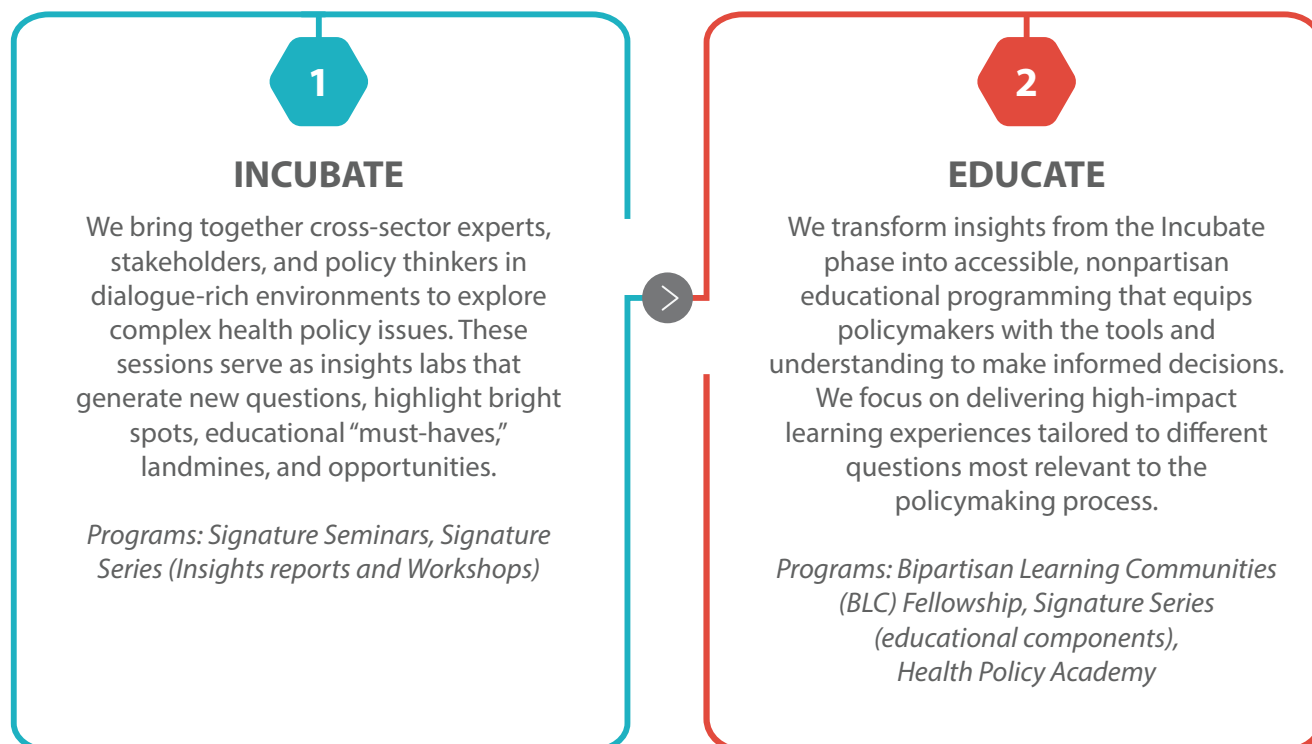 1
INCUBATE
We bring together cross-sector experts,
stakeholders, and policy thinkers in
dialogue-rich environments to explore
complex health policy issues. These
sessions serve as insights labs that
generate new questions, highlight bright
spots, educational “must-haves,”
landmines, and opportunities.
Programs: Signature Seminars, Signature
Series (Insights reports and Workshops)
2
EDUCATE
We transform insights from the Incubate
phase into accessible, nonpartisan
educational programming that equips
policymakers with the tools and
understanding to make informed decisions.
We focus on delivering high-impact
learning experiences tailored to different
questions most relevant to the
policymaking process.
Programs: Bipartisan Learning Communities
(BLC) Fellowship, Signature Series
(educational components),
Health Policy Academy